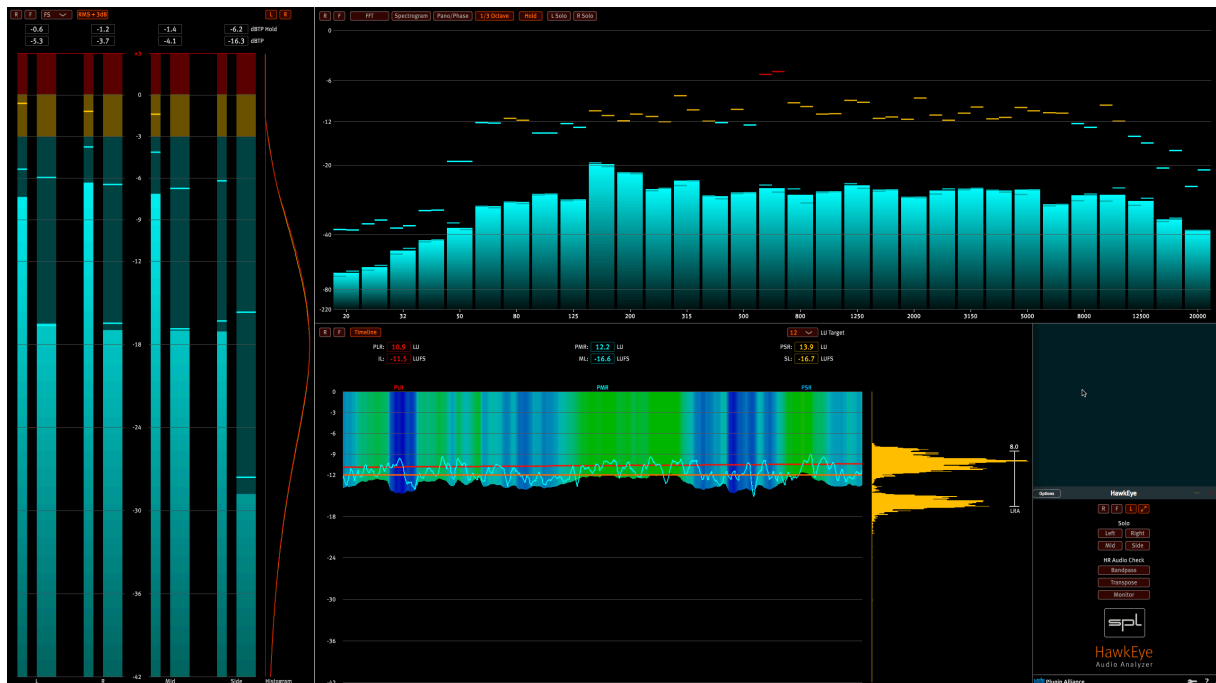 R F FS RMS + 3dB L R
-0.6 -1.2 -1.4 -6.2 dBTP Hold
-5.3 -3.7 -4.1 -16.3 dBTP
+3
-0
-3
-6
-9
-12
-18
-24
-30
-36
-42
L R Mid Side Histogram
R F FFT Spectrogram Pano/Phase 1/3 Octave Hold L Solo R Solo
0
-6
-12
-20
-40
-80
-220
20 32 50 80 125 200 315 500 800 1250 2000 3150 5000 8000 12500 20000
R F Timeline 12 LU Target
PLR: 10.9 LU PMR: 12.2 LU PSR: 13.9 LU
IL: -11.5 LUFS ML: -16.6 LUFS SL: -16.7 LUFS
PLR PMR PSR
0
-3
-6
-9
-12
-18
-24
-30
-36
-42
8.0
LRA
Options HawkEye
R F L
Solo
Left Right
Mid Side
HR Audio Check
Bandpass
Transpose
Monitor
spl
HawkEye
Audio Analyzer
Plugin Alliance ?